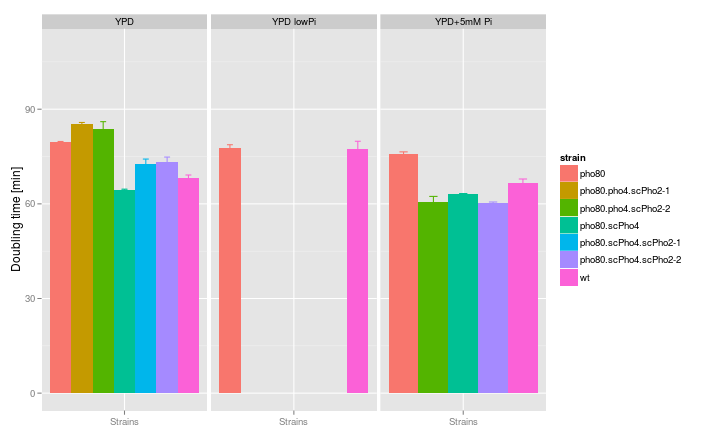 YPD
YPD lowPi
YPD+5mM Pi
Doubling time [min]
90
60
30
0
Strains
Strains
Strains
strain
pho80
pho80.pho4.scPho2-1
pho80.pho4.scPho2-2
pho80.scPho4
pho80.scPho4.scPho2-1
pho80.scPho4.scPho2-2
wt